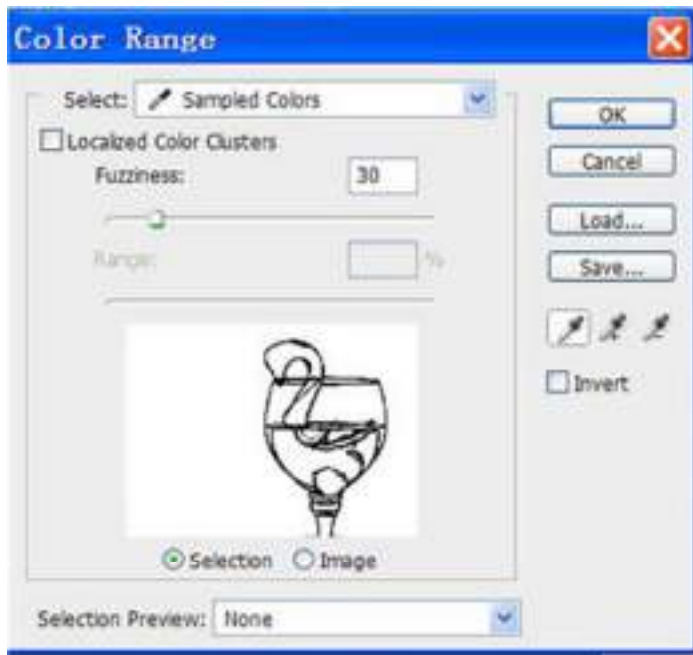 Color Range
Select: Sampled Colors
Localized Color Clusters
Fuzziness: 30
Range: %
Selection Image
Selection Preview: None
OK
Cancel
Load...
Save...
Invert